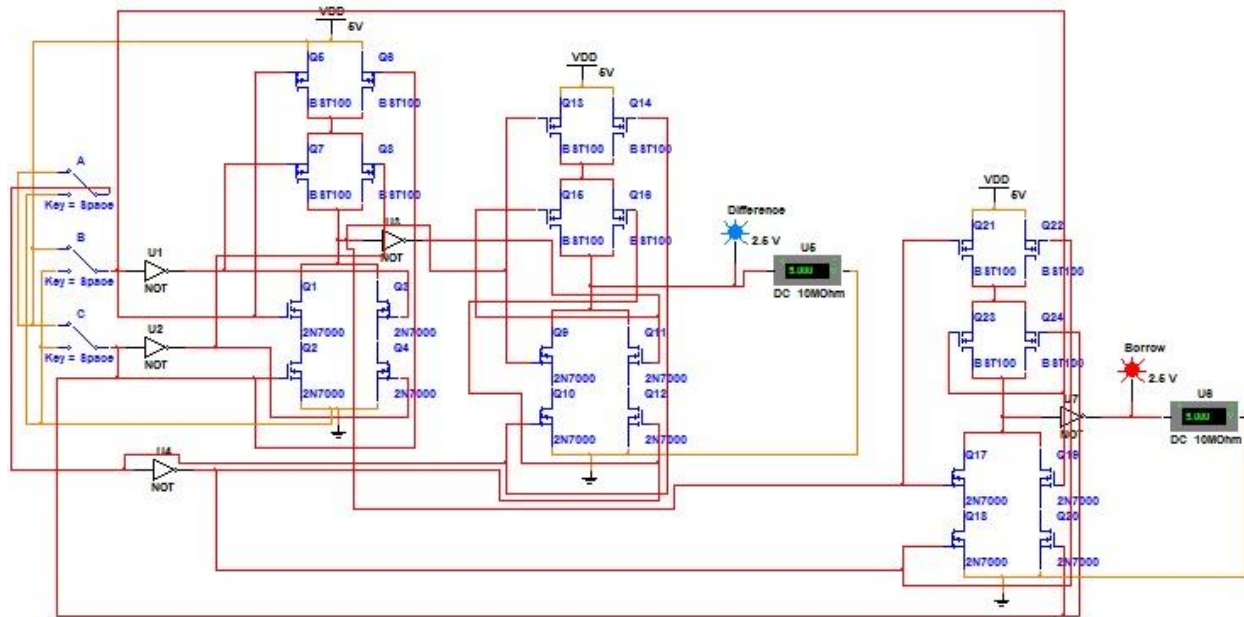 VDD
5V
Q5 Q6
BST100 BST100
Q7 Q8
BST100 BST100
VDD
5V
Q13 Q14
BST100 BST100
Q15 Q16
BST100 BST100
A
Key = Space
B
Key = Space
C
Key = Space
U1
NOT
U2
NOT
U3
NOT
Q1 Q3
2N7000 2N7000
Q2 Q4
2N7000 2N7000
U4
NOT
Difference
2.5 V
U5
5.000
DC 10MOhm
Q9 Q11
2N7000 2N7000
Q10 Q12
2N7000 2N7000
VDD
5V
Q21 Q22
BST100 BST100
Q23 Q24
BST100 BST100
Borrow
2.5 V
U7
NOT
U6
5.000
DC 10MOhm
Q17 Q19
2N7000 2N7000
Q18 Q20
2N7000 2N7000